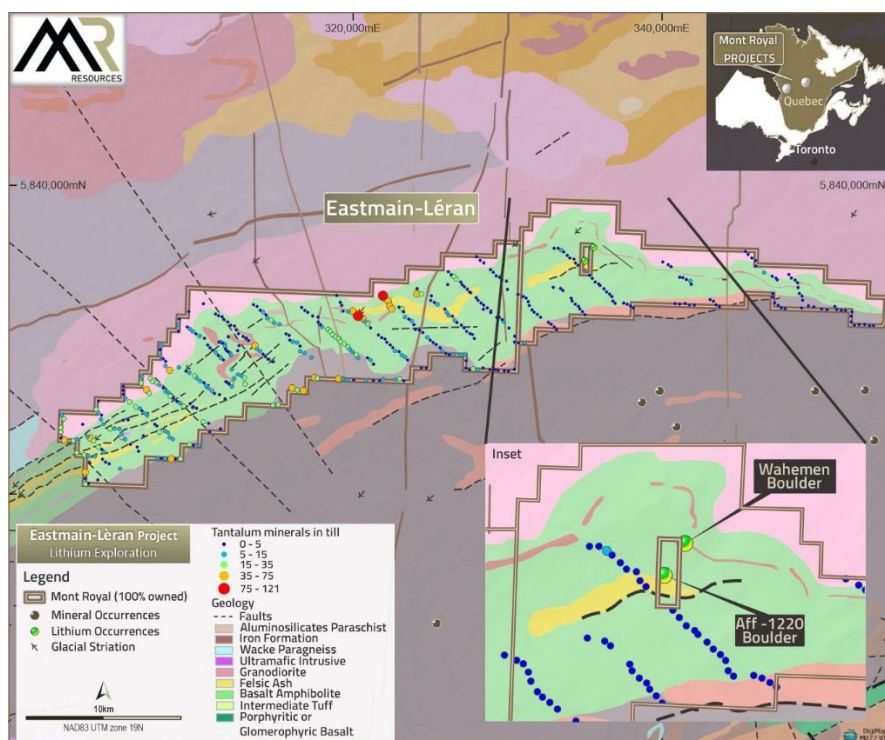 MR
RESOURCES
320,000mE
340,000mE
Mont Royal
PROJECTS
Quebec
Toronto
5,840,000mN
5,840,000mN
Eastmain-Léran
Inset
Wahemen
Boulder
Aff -1220
Boulder
Eastmain-Lèran Project
Lithium Exploration
Legend
Mont Royal (100% owned)
Mineral Occurrences
Lithium Occurrences
Glacial Striation
10km
NAD83 UTM zone 19N
Tantalum minerals in till
0 - 5
5 - 15
15 - 35
35 - 75
75 - 121
Geology
Faults
Aluminosilicates Paraschist
Iron Formation
Wacke Paragneiss
Ultramafic Intrusive
Granodiorite
Felsic Ash
Basalt Amphibolite
Intermediate Tuff
Porphyritic or
Glomerophyric Basalt